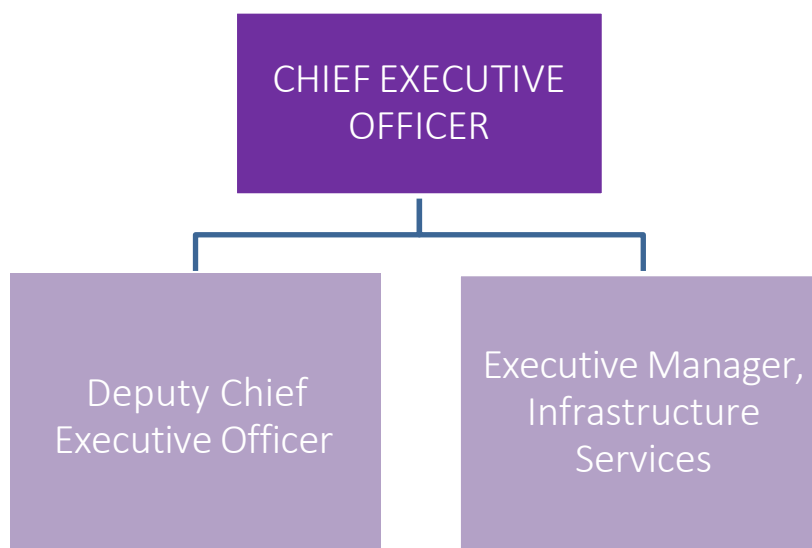 CHIEF EXECUTIVE
OFFICER
Deputy Chief
Executive Officer
Executive Manager,
Infrastructure
Services